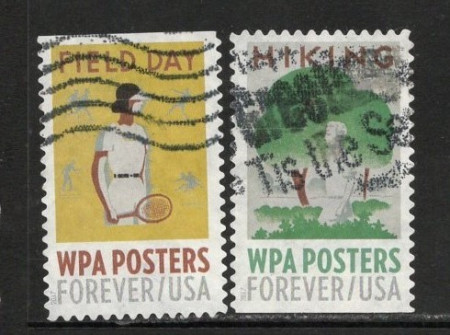 FIELD DAY
WPA POSTERS
FOREVER/USA
HIKING
WPA POSTERS
FOREVER/USA